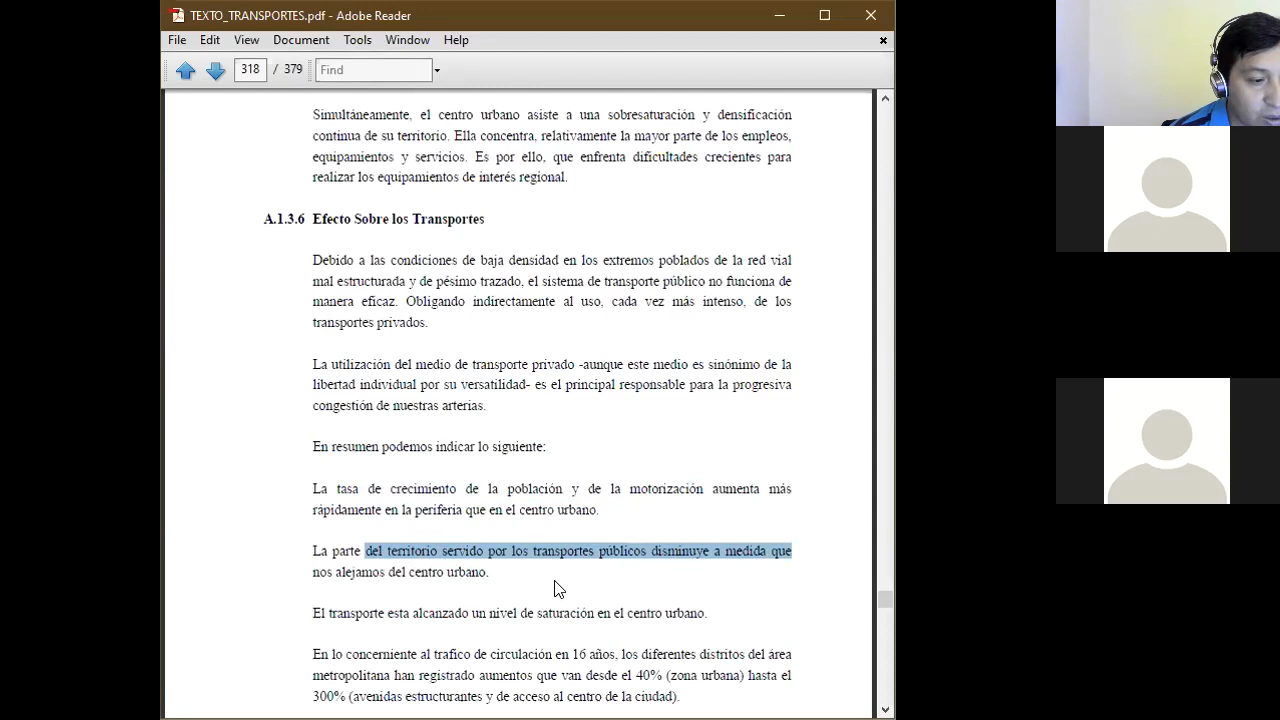 TEXTO_TRANSPORTES.pdf - Adobe Reader
File Edit View Document Tools Window Help
318 / 379 Find
Simultáneamente, el centro urbano asiste a una sobresaturación y densificación
continua de su territorio. Ella concentra, relativamente la mayor parte de los empleos,
equipamientos y servicios. Es por ello, que enfrenta dificultades crecientes para
realizar los equipamientos de interés regional.
A.1.3.6 Efecto Sobre los Transportes
Debido a las condiciones de baja densidad en los extremos poblados de la red vial
mal estructurada y de pésimo trazado, el sistema de transporte público no funciona de
manera eficaz. Obligando indirectamente al uso, cada vez más intenso, de los
transportes privados.
La utilización del medio de transporte privado -aunque este medio es sinónimo de la
libertad individual por su versatilidad- es el principal responsable para la progresiva
congestión de nuestras arterias.
En resumen podemos indicar lo siguiente:
La tasa de crecimiento de la población y de la motorización aumenta más
rápidamente en la periferia que en el centro urbano.
La parte del territorio servido por los transportes públicos disminuye a medida que
nos alejamos del centro urbano.
El transporte esta alcanzado un nivel de saturación en el centro urbano.
En lo concerniente al trafico de circulación en 16 años, los diferentes distritos del área
metropolitana han registrado aumentos que van desde el 40% (zona urbana) hasta el
300% (avenidas estructurantes y de acceso al centro de la ciudad).